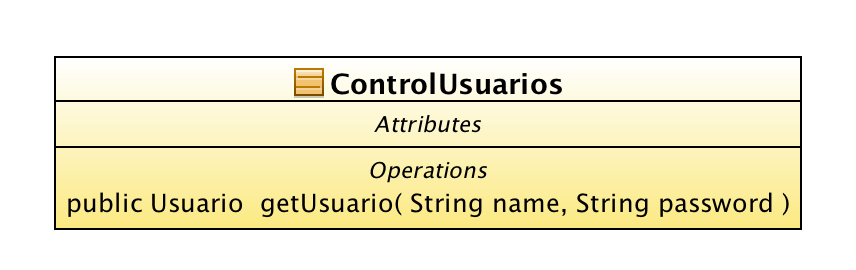 ControlUsuarios
Attributes
Operations
public Usuario  getUsuario( String name, String password )